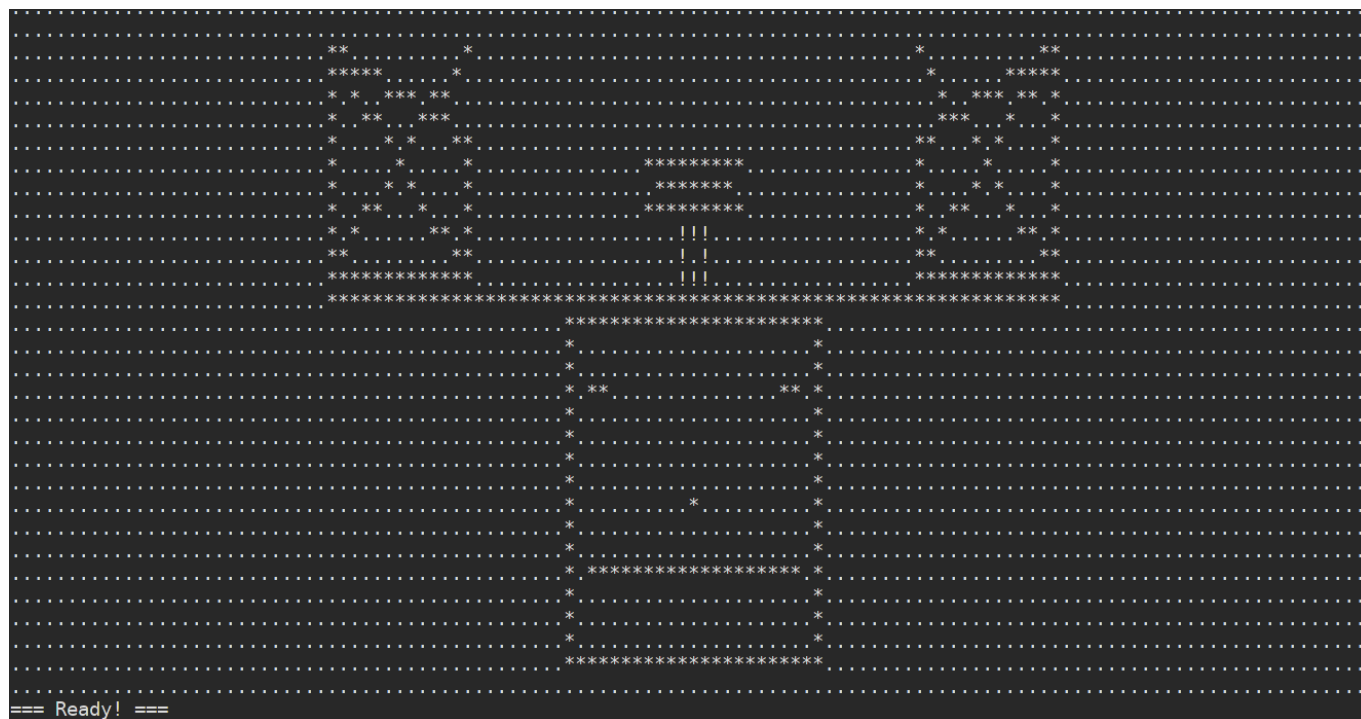 === Ready! ===